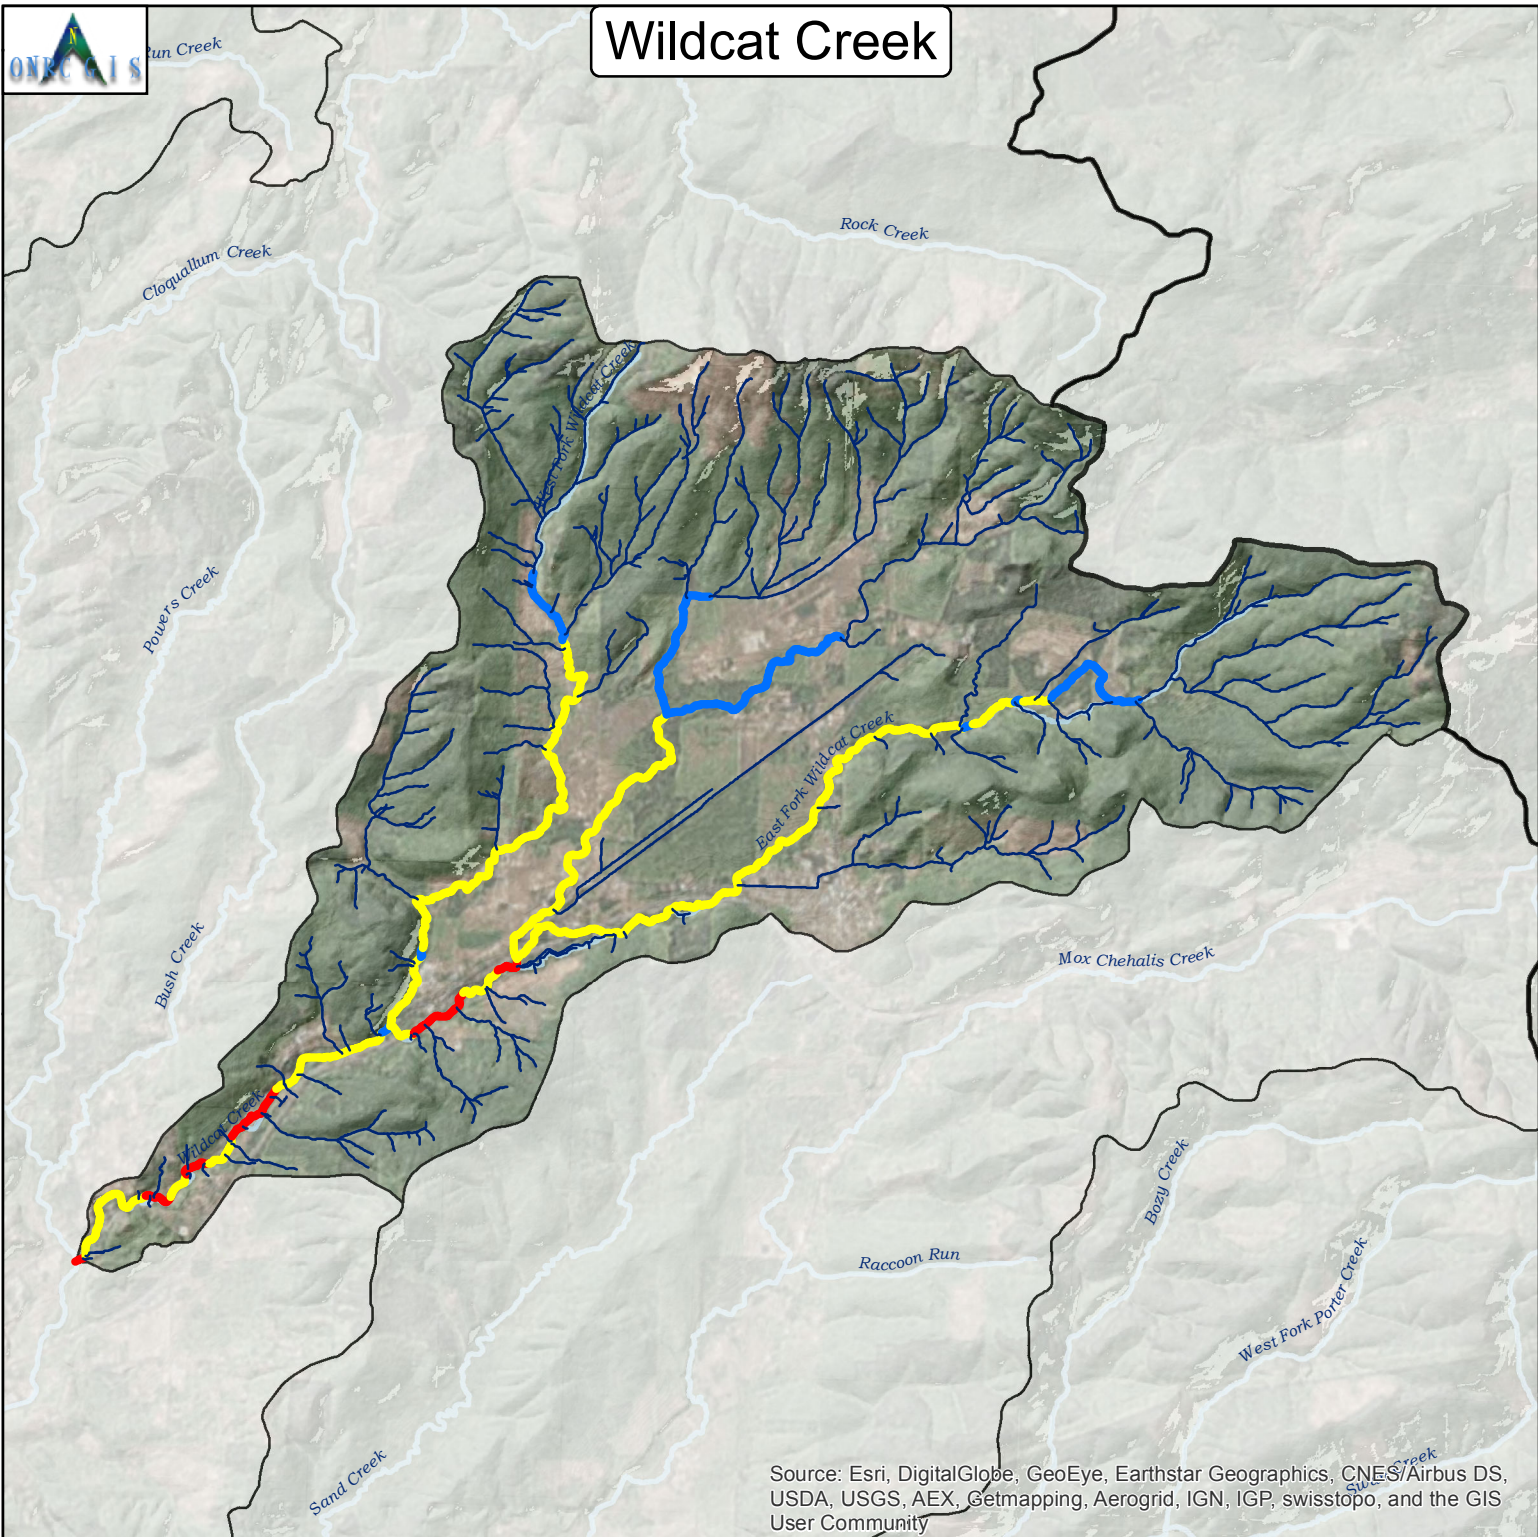 Wildcat Creek
N
ONRC GIS
Run Creek
Rock Creek
Cloquallum Creek
West Fork Wildcat Creek
Powers Creek
East Fork Wildcat Creek
Bush Creek
Mox Chehalis Creek
Wildcat Creek
Bozy Creek
Raccoon Run
West Fork Porter Creek
Sand Creek
Creek
Source: Esri, DigitalGlobe, GeoEye, Earthstar Geographics, CNES/Airbus DS,
USDA, USGS, AEX, Getmapping, Aerogrid, IGN, IGP, swisstopo, and the GIS
User Community